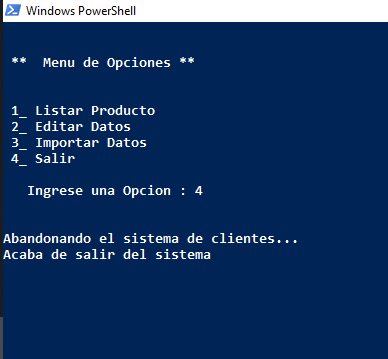 Windows PowerShell
** Menu de Opciones **
1_ Listar Producto
2_ Editar Datos
3_ Importar Datos
4_ Salir
Ingrese una Opcion : 4
Abandonando el sistema de clientes...
Acaba de salir del sistema